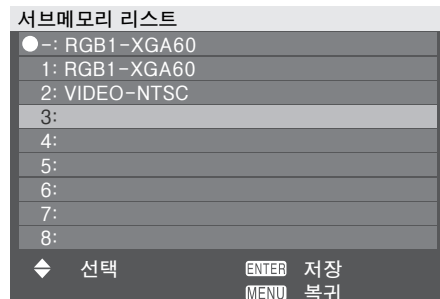 서브메모리 리스트
-: RGB1-XGA60
1: RGB1-XGA60
2: VIDEO-NTSC
3:
4:
5:
6:
7:
8:
선택 ENTER 저장
MENU 복귀